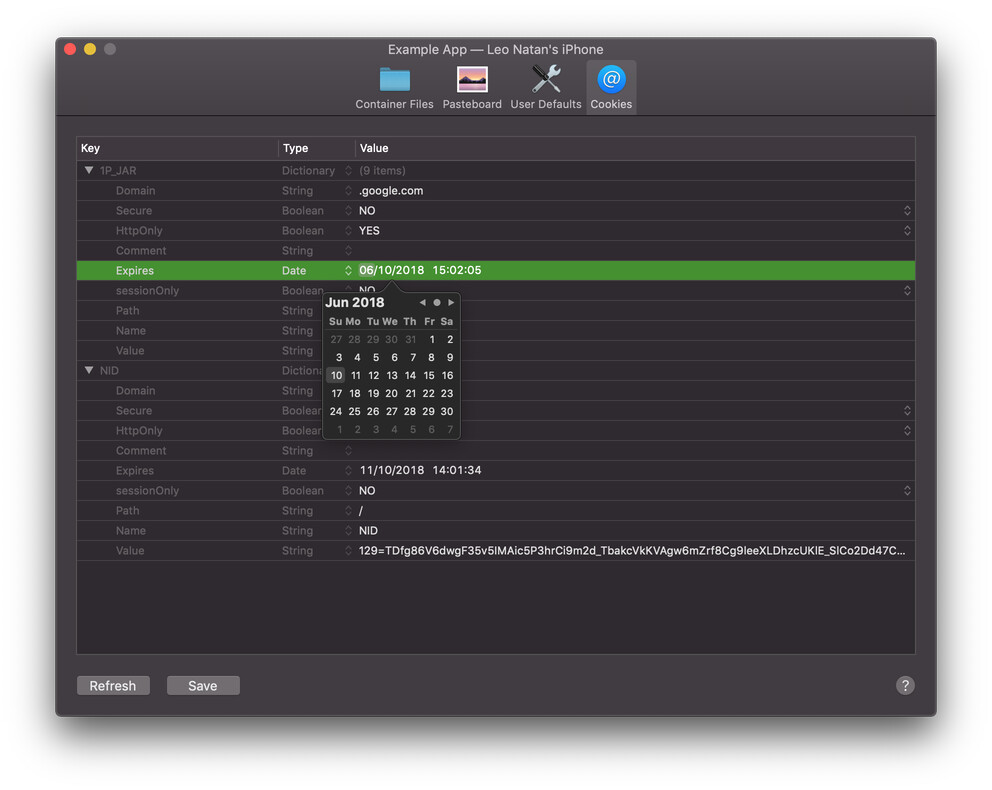 Example App — Leo Natan's iPhone
Container Files Pasteboard User Defaults @ Cookies
Key Type Value
1P_JAR Dictionary (9 items)
Domain String .google.com
Secure Boolean NO
HttpOnly Boolean YES
Comment String
Expires Date 06/10/2018 15:02:05
sessionOnly Boolean NO
Path String
Name String
Value String
Jun 2018
Su Mo Tu We Th Fr Sa
27 28 29 30 31 1 2
3 4 5 6 7 8 9
10 11 12 13 14 15 16
17 18 19 20 21 22 23
24 25 26 27 28 29 30
1 2 3 4 5 6 7
NID Dictiona
Domain String
Secure Boolean
HttpOnly Boolean
Comment String
Expires Date 11/10/2018 14:01:34
sessionOnly Boolean NO
Path String /
Name String NID
Value String
Refresh Save ?